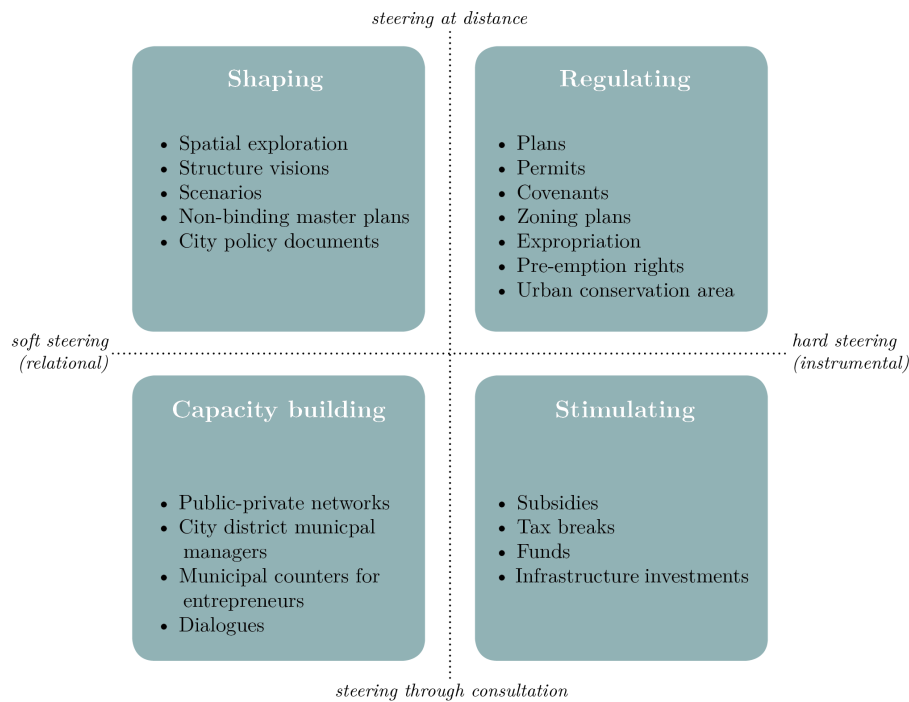 steering at distance
Shaping
• Spatial exploration
• Structure visions
• Scenarios
• Non-binding master plans
• City policy documents
Regulating
• Plans
• Permits
• Covenants
• Zoning plans
• Expropriation
• Pre-emption rights
• Urban conservation area
soft steering
(relational)
hard steering
(instrumental)
Capacity building
• Public-private networks
• City district municpal
managers
• Municipal counters for
entrepreneurs
• Dialogues
Stimulating
• Subsidies
• Tax breaks
• Funds
• Infrastructure investments
steering through consultation